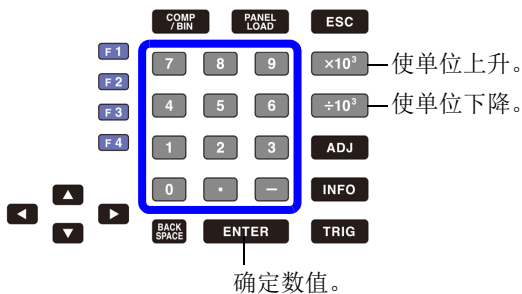 COMP
/ BIN
PANEL
LOAD
ESC
F 1
7 8 9
×10³
使单位上升。
F 2
F 3
4 5 6
÷10³
使单位下降。
F 4
1 2 3
ADJ
0 . −
INFO
BACK
SPACE
ENTER
TRIG
确定数值。